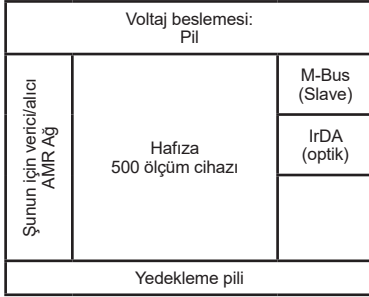 Voltaj beslemesi:
Pil
Şunun için verici/alıcı
AMR Ağ
Hafıza
500 ölçüm cihazı
M-Bus
(Slave)
IrDA
(optik)
Yedekleme pili